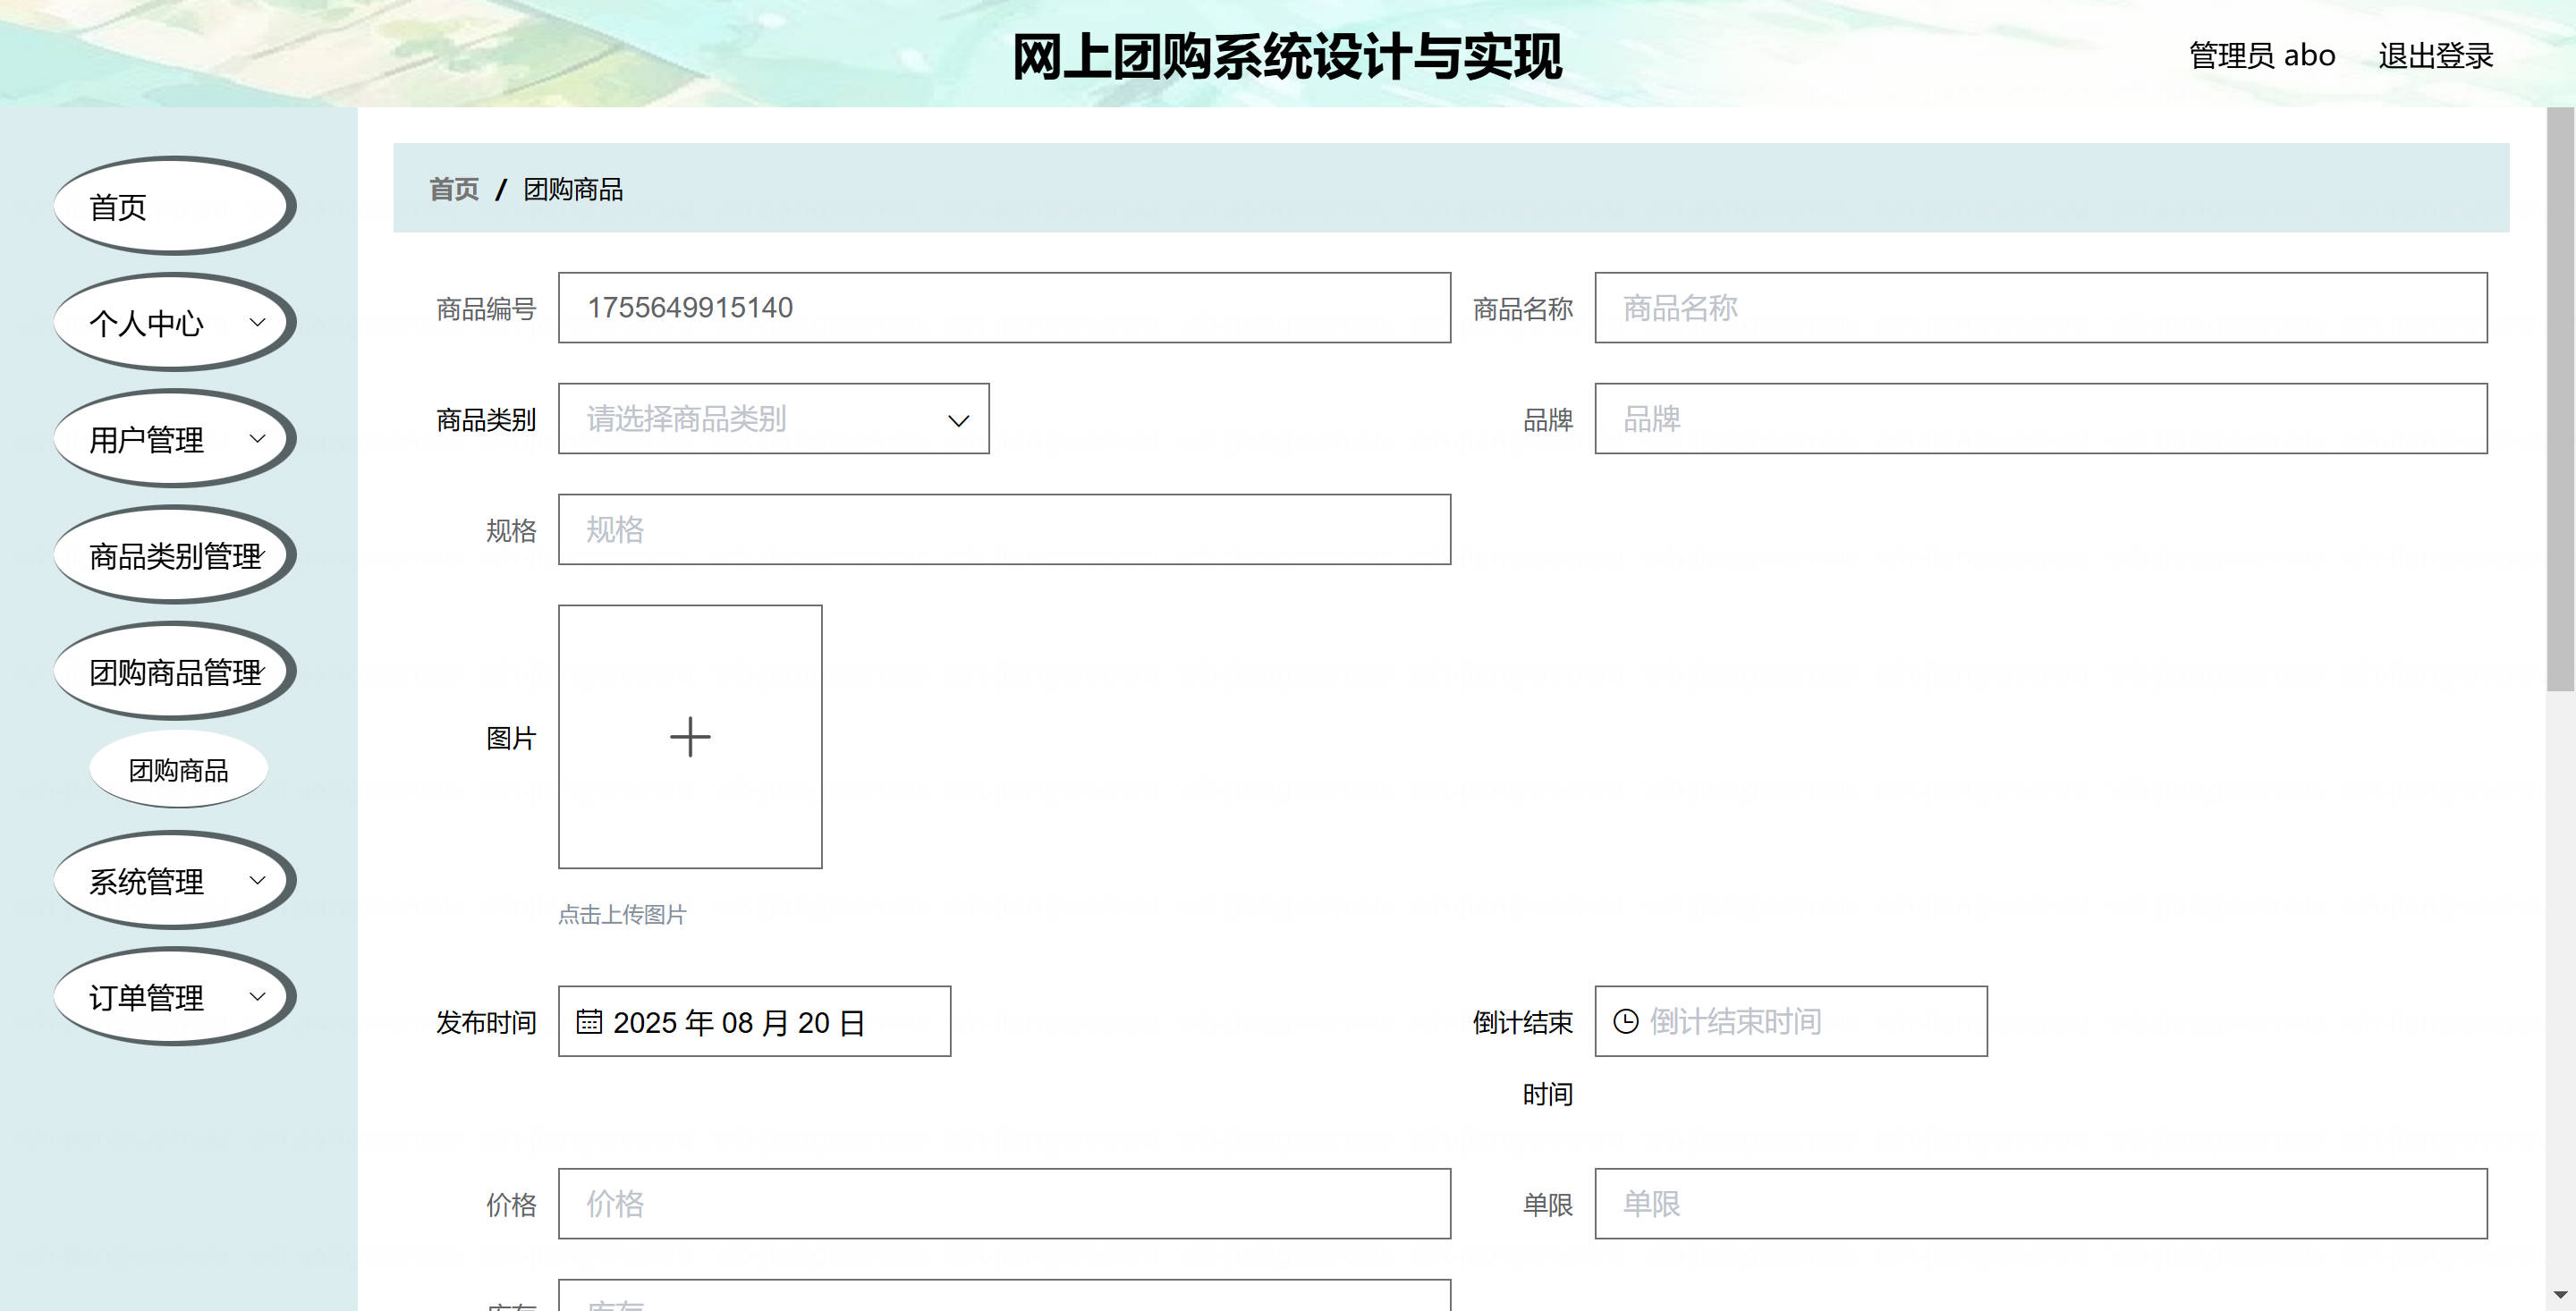 网上团购系统设计与实现
管理员 abo
退出登录
首页
个人中心
用户管理
商品类别管理
团购商品管理
团购商品
系统管理
订单管理
首页 / 团购商品
商品编号 1755649915140
商品名称 商品名称
商品类别 请选择商品类别
品牌 品牌
规格 规格
图片
点击上传图片
发布时间 2025 年 08 月 20 日
倒计结束时间 倒计结束时间
价格 价格
单限 单限
库存 库存